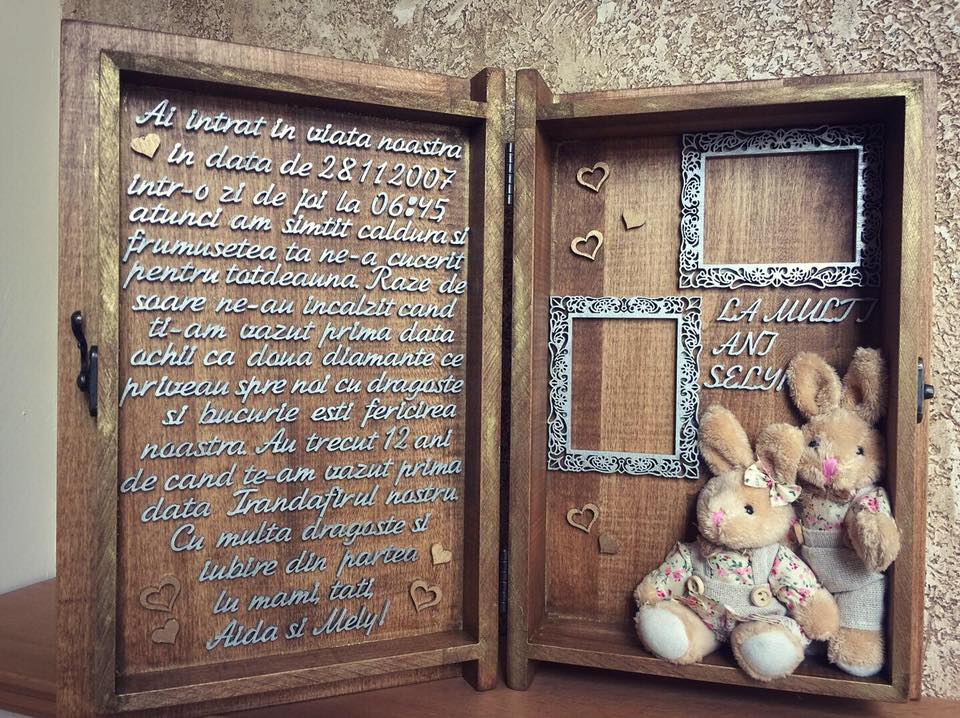 Ai intrat in viata noastra
in data de 28112007
intr-o zi de joi la 06:45
atunci am simtit caldura si
frumusetea ta ne-a cucerit
pentru totdeauna. Raze de
soare ne-au incalzit cand
ti-am vazut prima data
ochii ca doua diamante ce
priveau spre noi cu dragoste
si bucurie esti fericirea
noastra. Au trecut 12 ani
de cand te-am vazut prima
data Trandafirul nostru.
Cu multa dragoste si
iubire din partea
lu mami, tati,
Aida si Mely!
LA MULTI
ANI